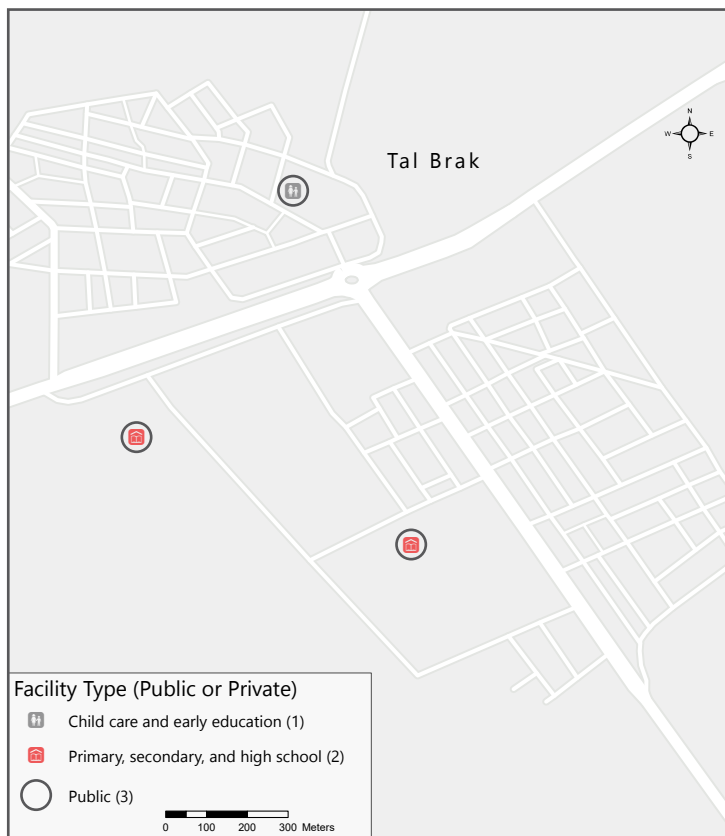 N
W E
S
Tal Brak
Facility Type (Public or Private)
Child care and early education (1)
Primary, secondary, and high school (2)
Public (3)
0 100 200 300 Meters